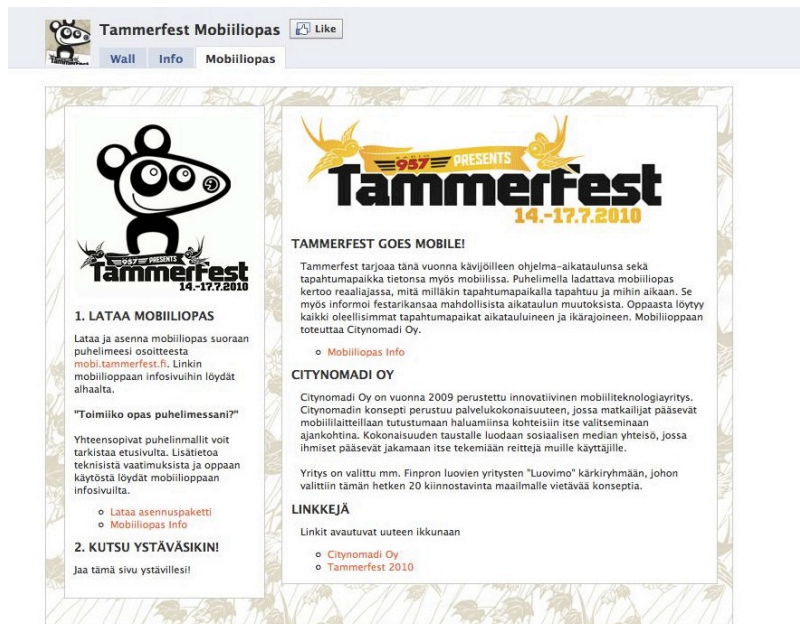 Tammerfest Mobiiliopas
Like
Wall
Info
Mobiiliopas
957 PRESENTS
Tammerfest
14.-17.7.2010
1. LATAA MOBIILIOPAS
Lataa ja asenna mobiiliopas suoraan
puhelimeesi osoitteesta
mobi.tammerfest.fi. Linkin
mobiilioppaan infosivuihin löydät
alhaalta.
"Toimiiko opas puhelimessani?"
Yhteensopivat puhelinmallit voit
tarkistaa etusivulta. Lisätietoa
teknisistä vaatimuksista ja oppaan
käytöstä löydät mobiilioppaan
infosivuilta.
Lataa asennuspaketti
Mobiiliopas Info
2. KUTSU YSTÄVÄSIKIN!
Jaa tämä sivu ystävillesi!
RADIO
957 PRESENTS
Tammerfest
14.-17.7.2010
TAMMERFEST GOES MOBILE!
Tammerfest tarjoaa tänä vuonna kävijöilleen ohjelma-aikataulunsa sekä
tapahtumapaikka tietonsa myös mobiilissa. Puhelimella ladattava mobiiliopas
kertoo reaaliajassa, mitä milläkin tapahtumapaikalla tapahtuu ja mihin aikaan. Se
myös informoi festarikansaa mahdollisista aikataulun muutoksista. Oppaasta löytyy
kaikki oleellisimmat tapahtumapaikat aikatauluineen ja ikärajoineen. Mobiilioppaan
toteuttaa Citynomadi Oy.
Mobiiliopas Info
CITYNOMADI OY
Citynomadi Oy on vuonna 2009 perustettu innovatiivinen mobiiliteknologiayritys.
Citynomadin konsepti perustuu palvelukokonaisuuteen, jossa matkailijat pääsevät
mobiililaitteillaan tutustumaan haluamiinsa kohteisiin itse valitseminaan
ajankohtina. Kokonaisuuden taustalle luodaan sosiaalisen median yhteisö, jossa
ihmiset pääsevät jakamaan itse tekemiään reittejä muille käyttäjille.
Yritys on valittu mm. Finpron luovien yritysten "Luovimo" kärkiryhmään, johon
valittiin tämän hetken 20 kiinnostavinta maailmalle vietävää konseptia.
LINKKEJÄ
Linkit avautuvat uuteen ikkunaan
Citynomadi Oy
Tammerfest 2010